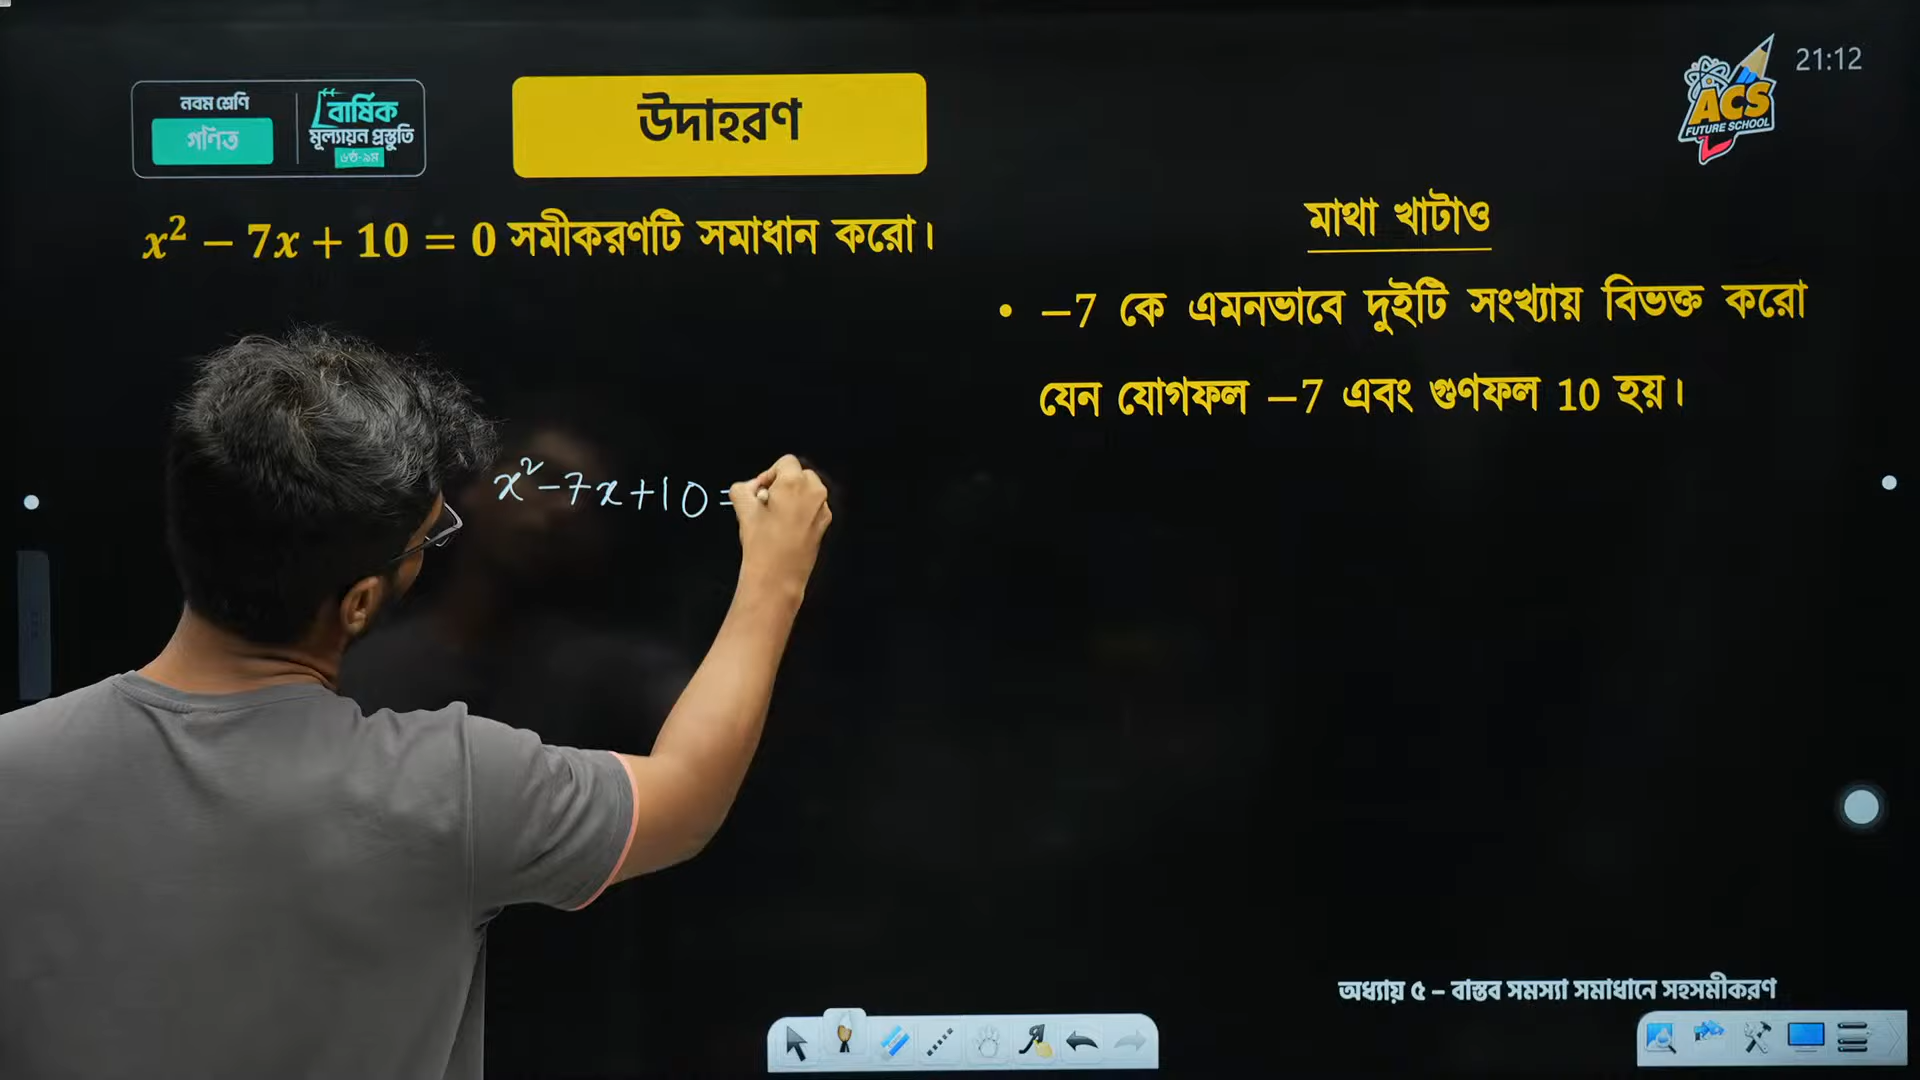 নবম শ্রেণি
গণিত
বার্ষিক
মূল্যায়ন প্রস্তুতি
৬ষ্ঠ-৯ম
উদাহরণ
ACS
FUTURE SCHOOL
21:12
x² − 7x + 10 = 0 সমীকরণটি সমাধান করো।
মাথা খাটাও
• −7 কে এমনভাবে দুইটি সংখ্যায় বিভক্ত করো
যেন যোগফল −7 এবং গুণফল 10 হয়।
x²-7x+10=
অধ্যায় ৫ – বাস্তব সমস্যা সমাধানে সহসমীকরণ